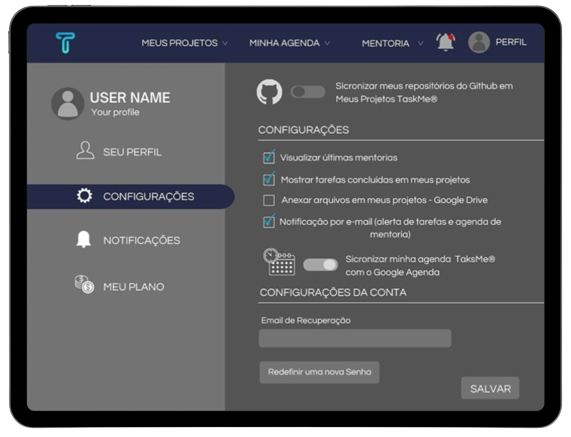 MEUS PROJETOS
MINHA AGENDA
MENTORIA
PERFIL
USER NAME
Your profile
SEU PERFIL
CONFIGURAÇÕES
NOTIFICAÇÕES
MEU PLANO
Sicronizar meus repositórios do Github em
Meus Projetos TaskMe®
CONFIGURAÇÕES
Visualizar últimas mentorias
Mostrar tarefas concluídas em meus projetos
Anexar arquivos em meus projetos - Google Drive
Notificação por e-mail (alerta de tarefas e agenda de
mentoria)
Sicronizar minha agenda TaksMe®
com o Google Agenda
CONFIGURAÇÕES DA CONTA
Email de Recuperação
Redefinir uma nova Senha
SALVAR